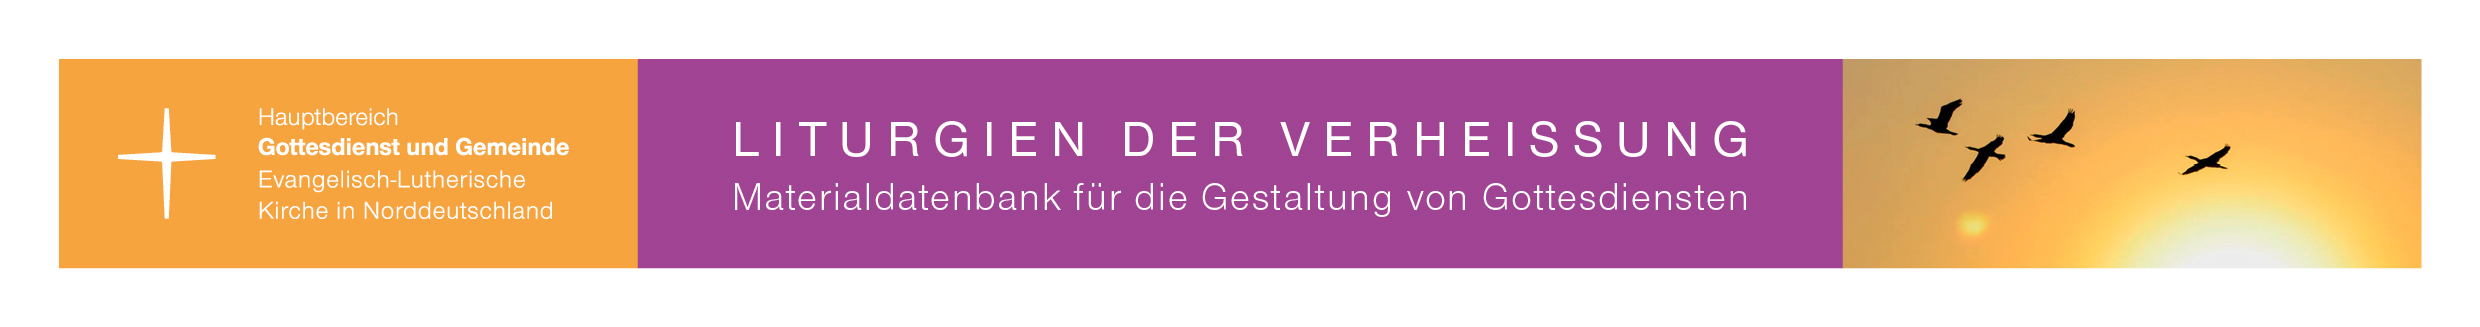 Hauptbereich
Gottesdienst und Gemeinde
Evangelisch-Lutherische
Kirche in Norddeutschland
LITURGIEN DER VERHEISSUNG
Materialdatenbank für die Gestaltung von Gottesdiensten